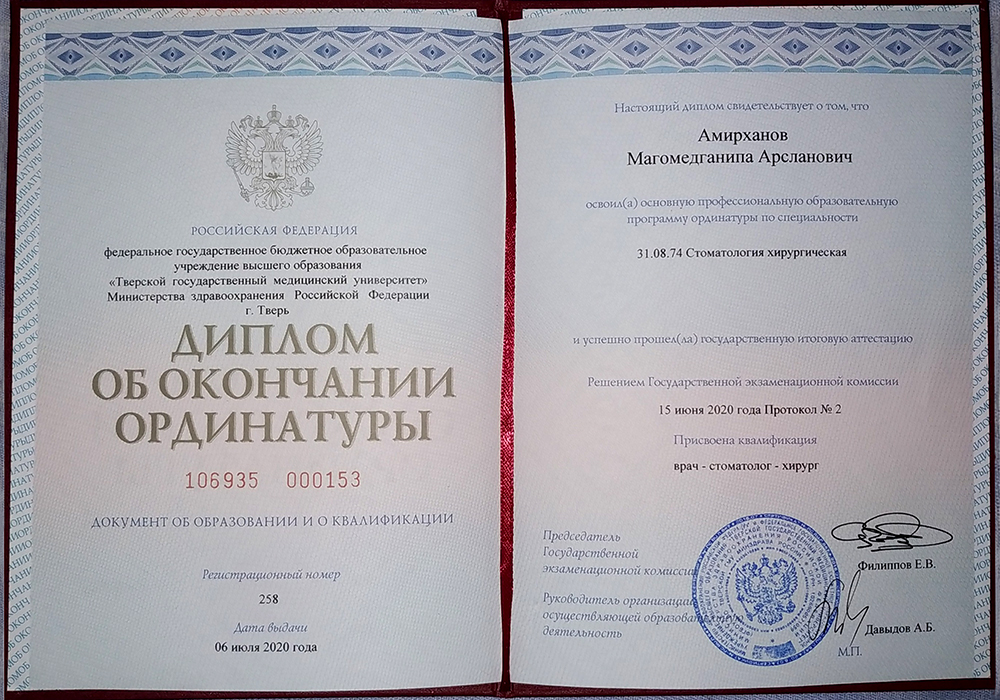 РОССИЙСКАЯ ФЕДЕРАЦИЯ
федеральное государственное бюджетное образовательное
учреждение высшего образования
«Тверской государственный медицинский университет»
Министерства здравоохранения Российской Федерации
г. Тверь
ДИПЛОМ
ОБ ОКОНЧАНИИ
ОРДИНАТУРЫ
106935 000153
ДОКУМЕНТ ОБ ОБРАЗОВАНИИ И О КВАЛИФИКАЦИИ
Регистрационный номер
258
Дата выдачи
06 июля 2020 года
Настоящий диплом свидетельствует о том, что
Амирханов
Магомедганипа Арсланович
освоил(а) основную профессиональную образовательную
программу ординатуры по специальности
31.08.74 Стоматология хирургическая
и успешно прошел(ла) государственную итоговую аттестацию
Решением Государственной экзаменационной комиссии
15 июня 2020 года Протокол № 2
Присвоена квалификация
врач - стоматолог - хирург
Председатель
Государственной
экзаменационной комиссии
Филиппов Е.В.
Руководитель организации,
осуществляющей образовательную
деятельность
Давыдов А.Б.
М.П.